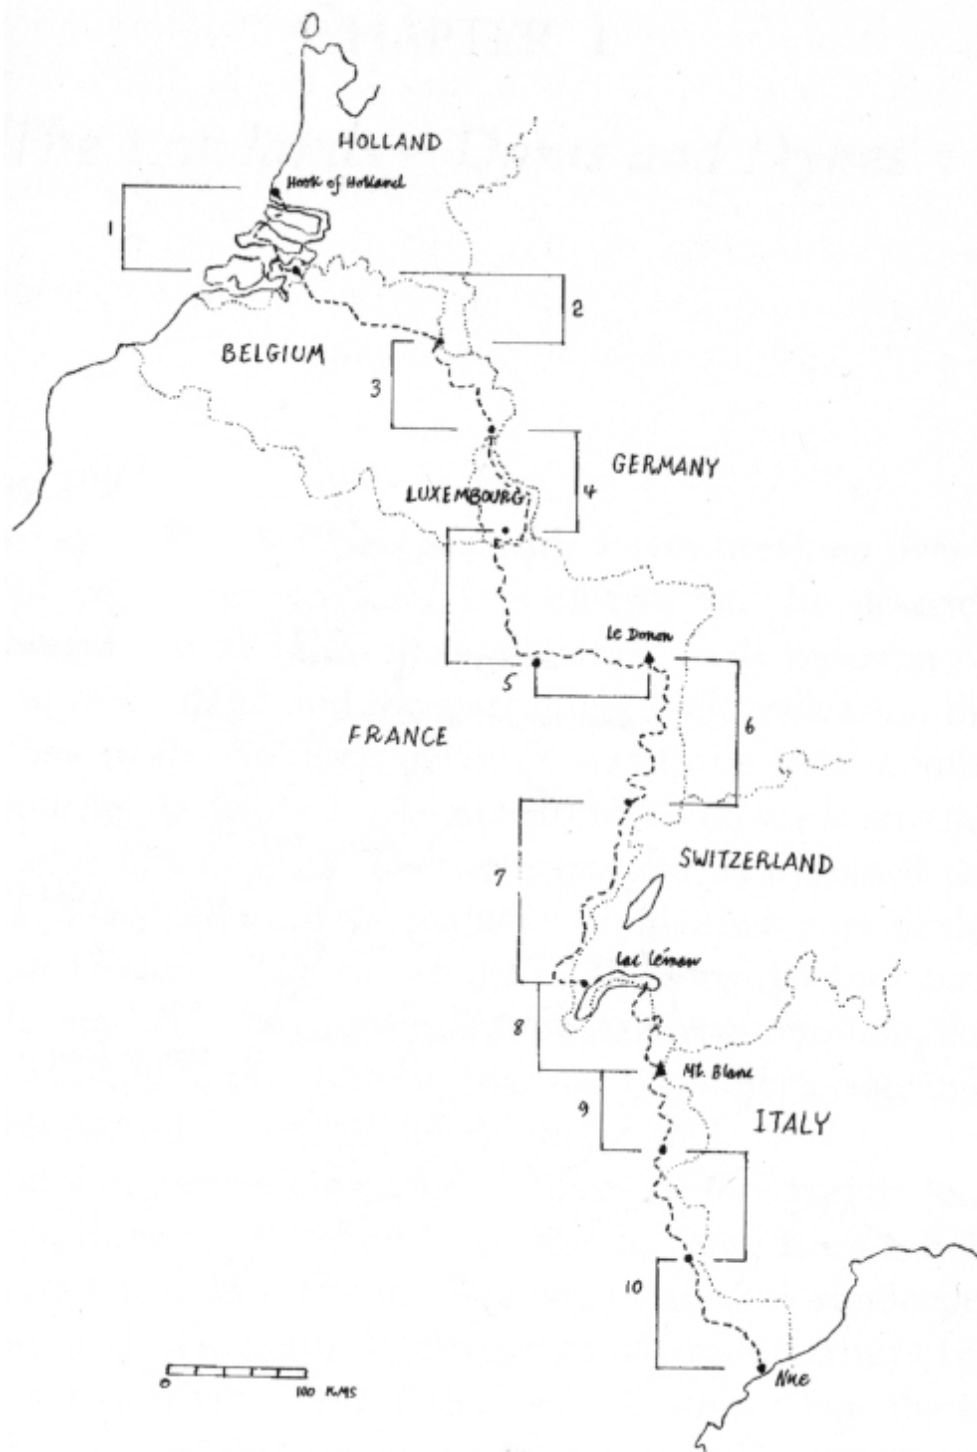 HOLLAND
Hook of Holland
1
2
BELGIUM
3
GERMANY
4
LUXEMBOURG
Le Donon
5
6
FRANCE
SWITZERLAND
7
Lac Léman
8
Mt. Blanc
9
ITALY
10
Nice
0
100 KMS